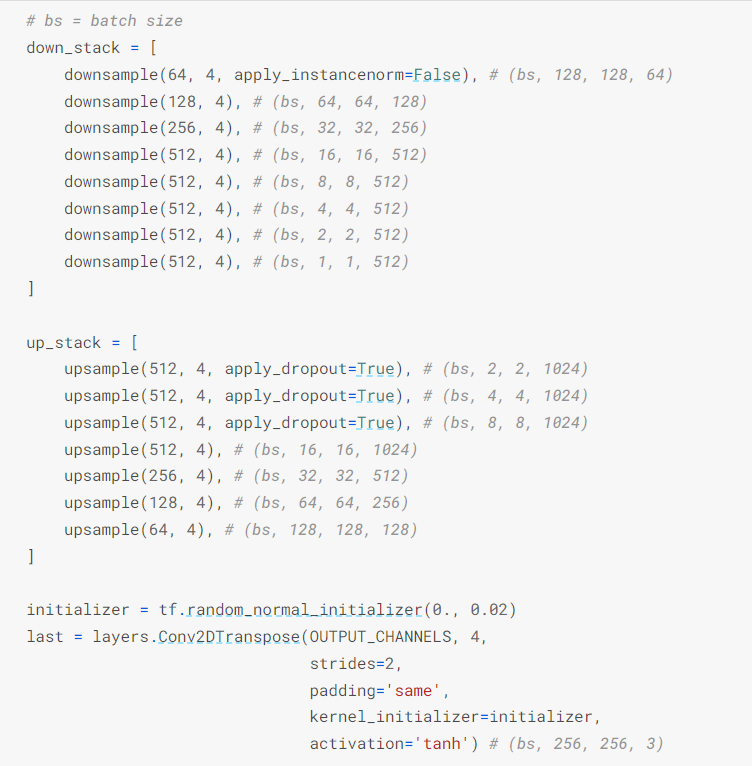 # bs = batch size
down_stack = [
    downsample(64, 4, apply_instancenorm=False), # (bs, 128, 128, 64)
    downsample(128, 4), # (bs, 64, 64, 128)
    downsample(256, 4), # (bs, 32, 32, 256)
    downsample(512, 4), # (bs, 16, 16, 512)
    downsample(512, 4), # (bs, 8, 8, 512)
    downsample(512, 4), # (bs, 4, 4, 512)
    downsample(512, 4), # (bs, 2, 2, 512)
    downsample(512, 4), # (bs, 1, 1, 512)
]

up_stack = [
    upsample(512, 4, apply_dropout=True), # (bs, 2, 2, 1024)
    upsample(512, 4, apply_dropout=True), # (bs, 4, 4, 1024)
    upsample(512, 4, apply_dropout=True), # (bs, 8, 8, 1024)
    upsample(512, 4), # (bs, 16, 16, 1024)
    upsample(256, 4), # (bs, 32, 32, 512)
    upsample(128, 4), # (bs, 64, 64, 256)
    upsample(64, 4), # (bs, 128, 128, 128)
]

initializer = tf.random_normal_initializer(0., 0.02)
last = layers.Conv2DTranspose(OUTPUT_CHANNELS, 4,
                              strides=2,
                              padding='same',
                              kernel_initializer=initializer,
                              activation='tanh') # (bs, 256, 256, 3)